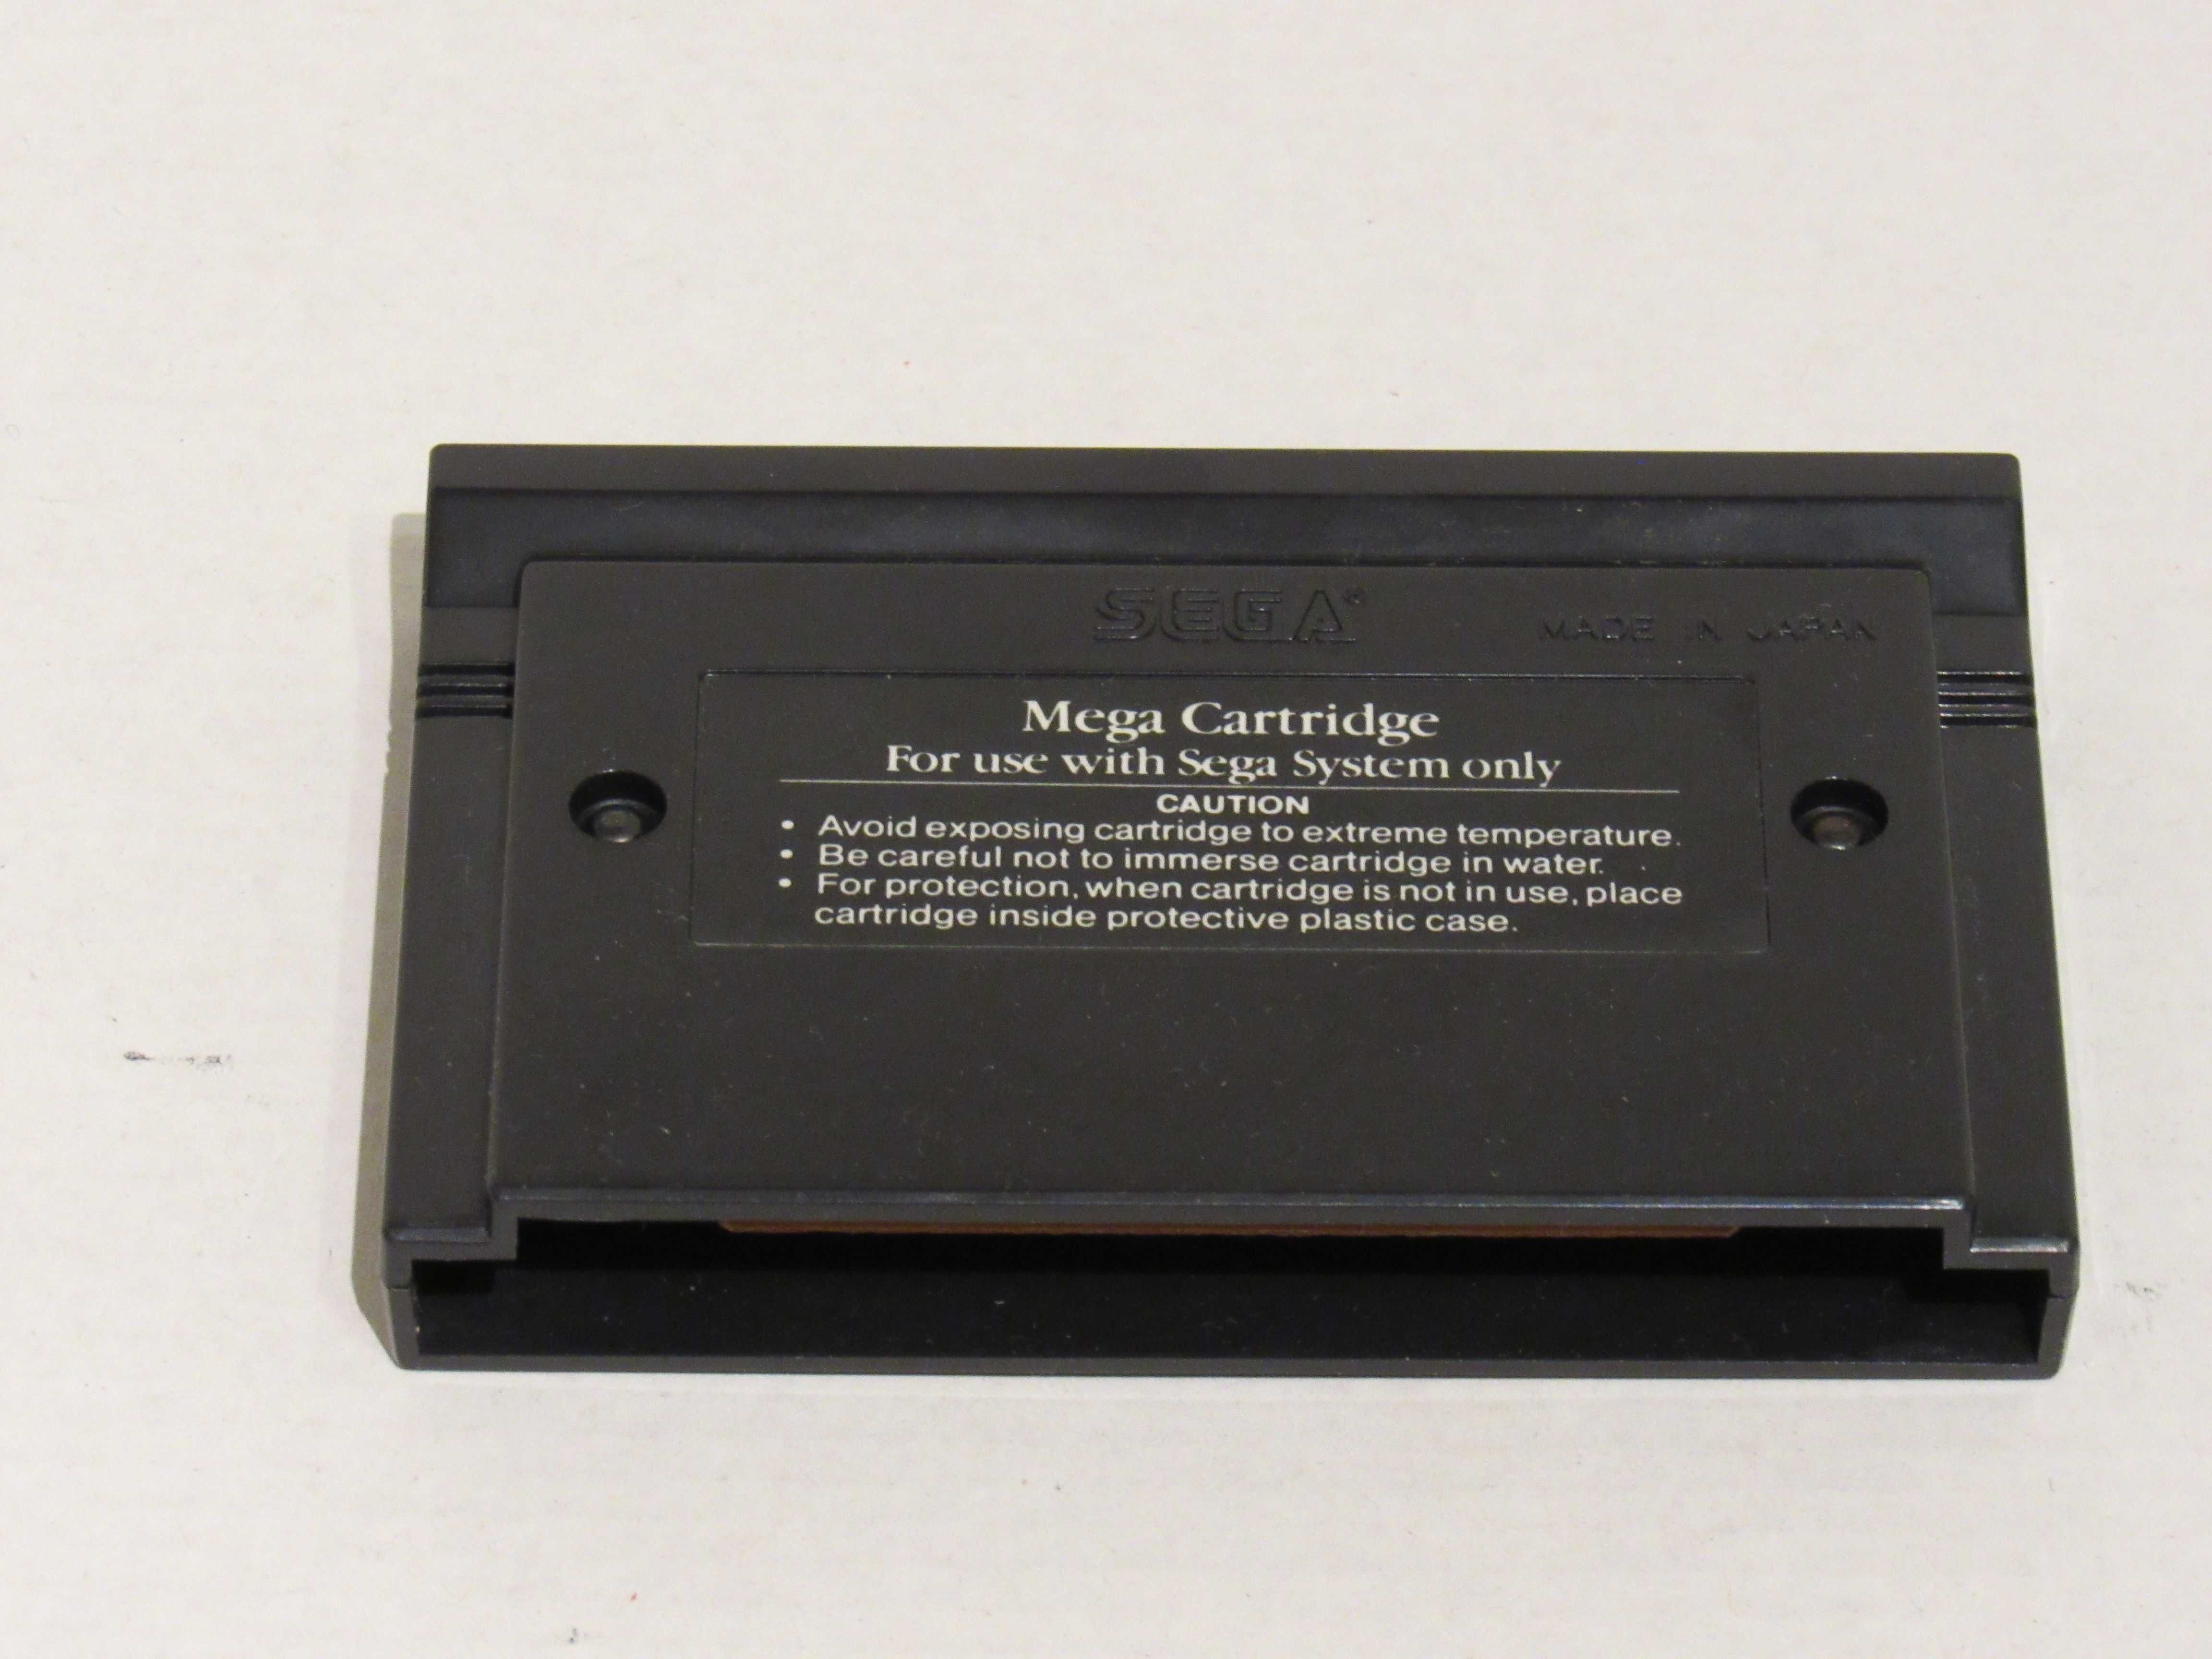 SEGA®
MADE IN JAPAN
Mega Cartridge
For use with Sega System only
CAUTION
• Avoid exposing cartridge to extreme temperature.
• Be careful not to immerse cartridge in water.
• For protection, when cartridge is not in use, place
cartridge inside protective plastic case.